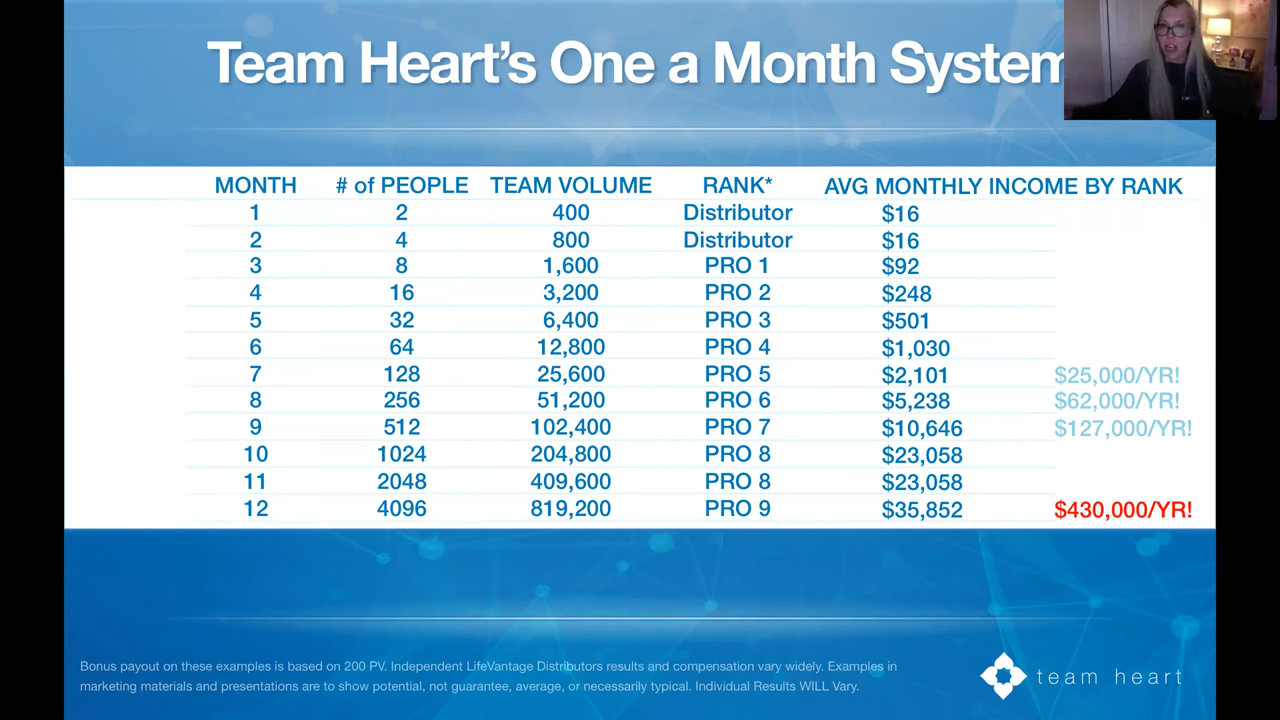 Team Heart's One a Month System
MONTH # of PEOPLE TEAM VOLUME RANK* AVG MONTHLY INCOME BY RANK
1 2 400 Distributor $16
2 4 800 Distributor $16
3 8 1,600 PRO 1 $92
4 16 3,200 PRO 2 $248
5 32 6,400 PRO 3 $501
6 64 12,800 PRO 4 $1,030
7 128 25,600 PRO 5 $2,101 $25,000/YR!
8 256 51,200 PRO 6 $5,238 $62,000/YR!
9 512 102,400 PRO 7 $10,646 $127,000/YR!
10 1024 204,800 PRO 8 $23,058
11 2048 409,600 PRO 8 $23,058
12 4096 819,200 PRO 9 $35,852 $430,000/YR!
Bonus payout on these examples is based on 200 PV. Independent LifeVantage Distributors results and compensation vary widely. Examples in
marketing materials and presentations are to show potential, not guarantee, average, or necessarily typical. Individual Results WILL Vary.
team heart